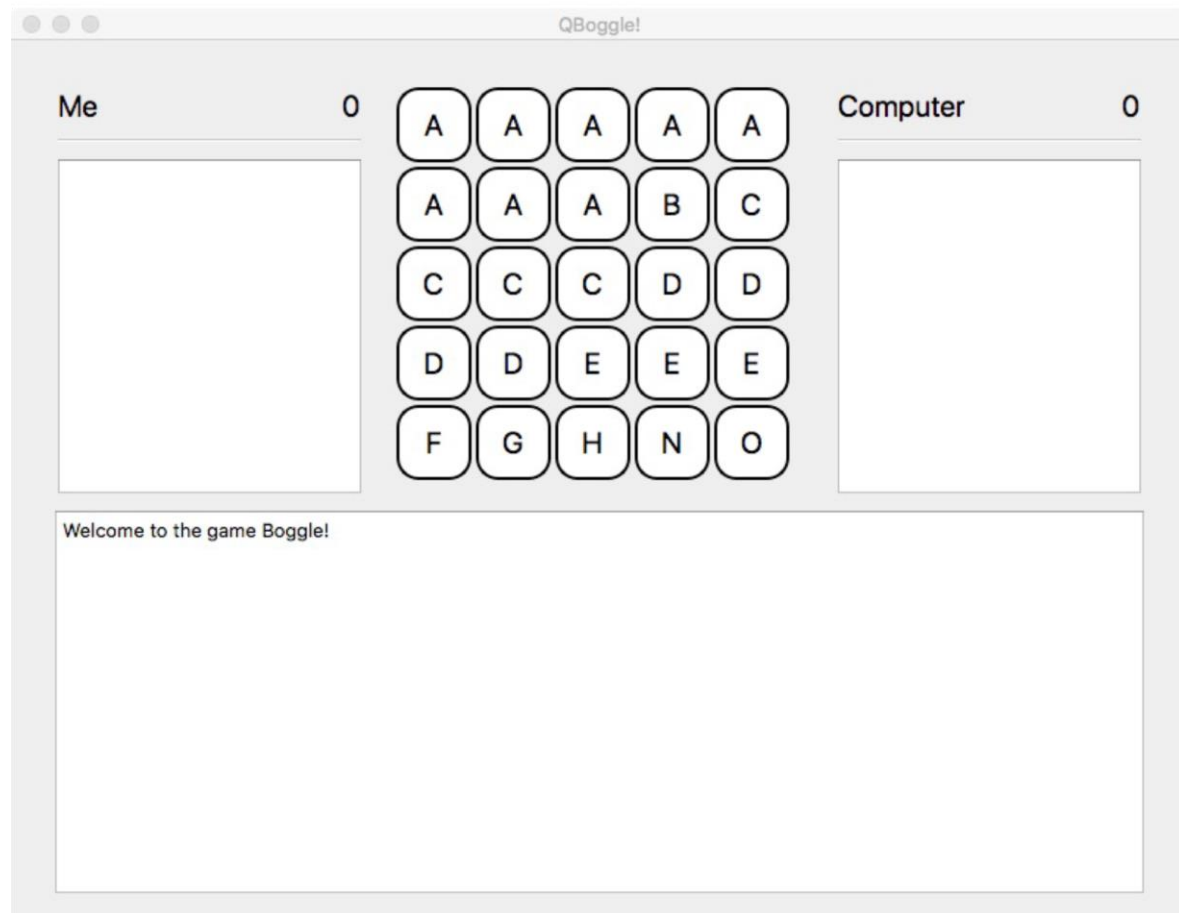 QBoggle!
Me 0
Computer 0
A A A A A
A A A B C
C C C D D
D D E E E
F G H N O
Welcome to the game Boggle!